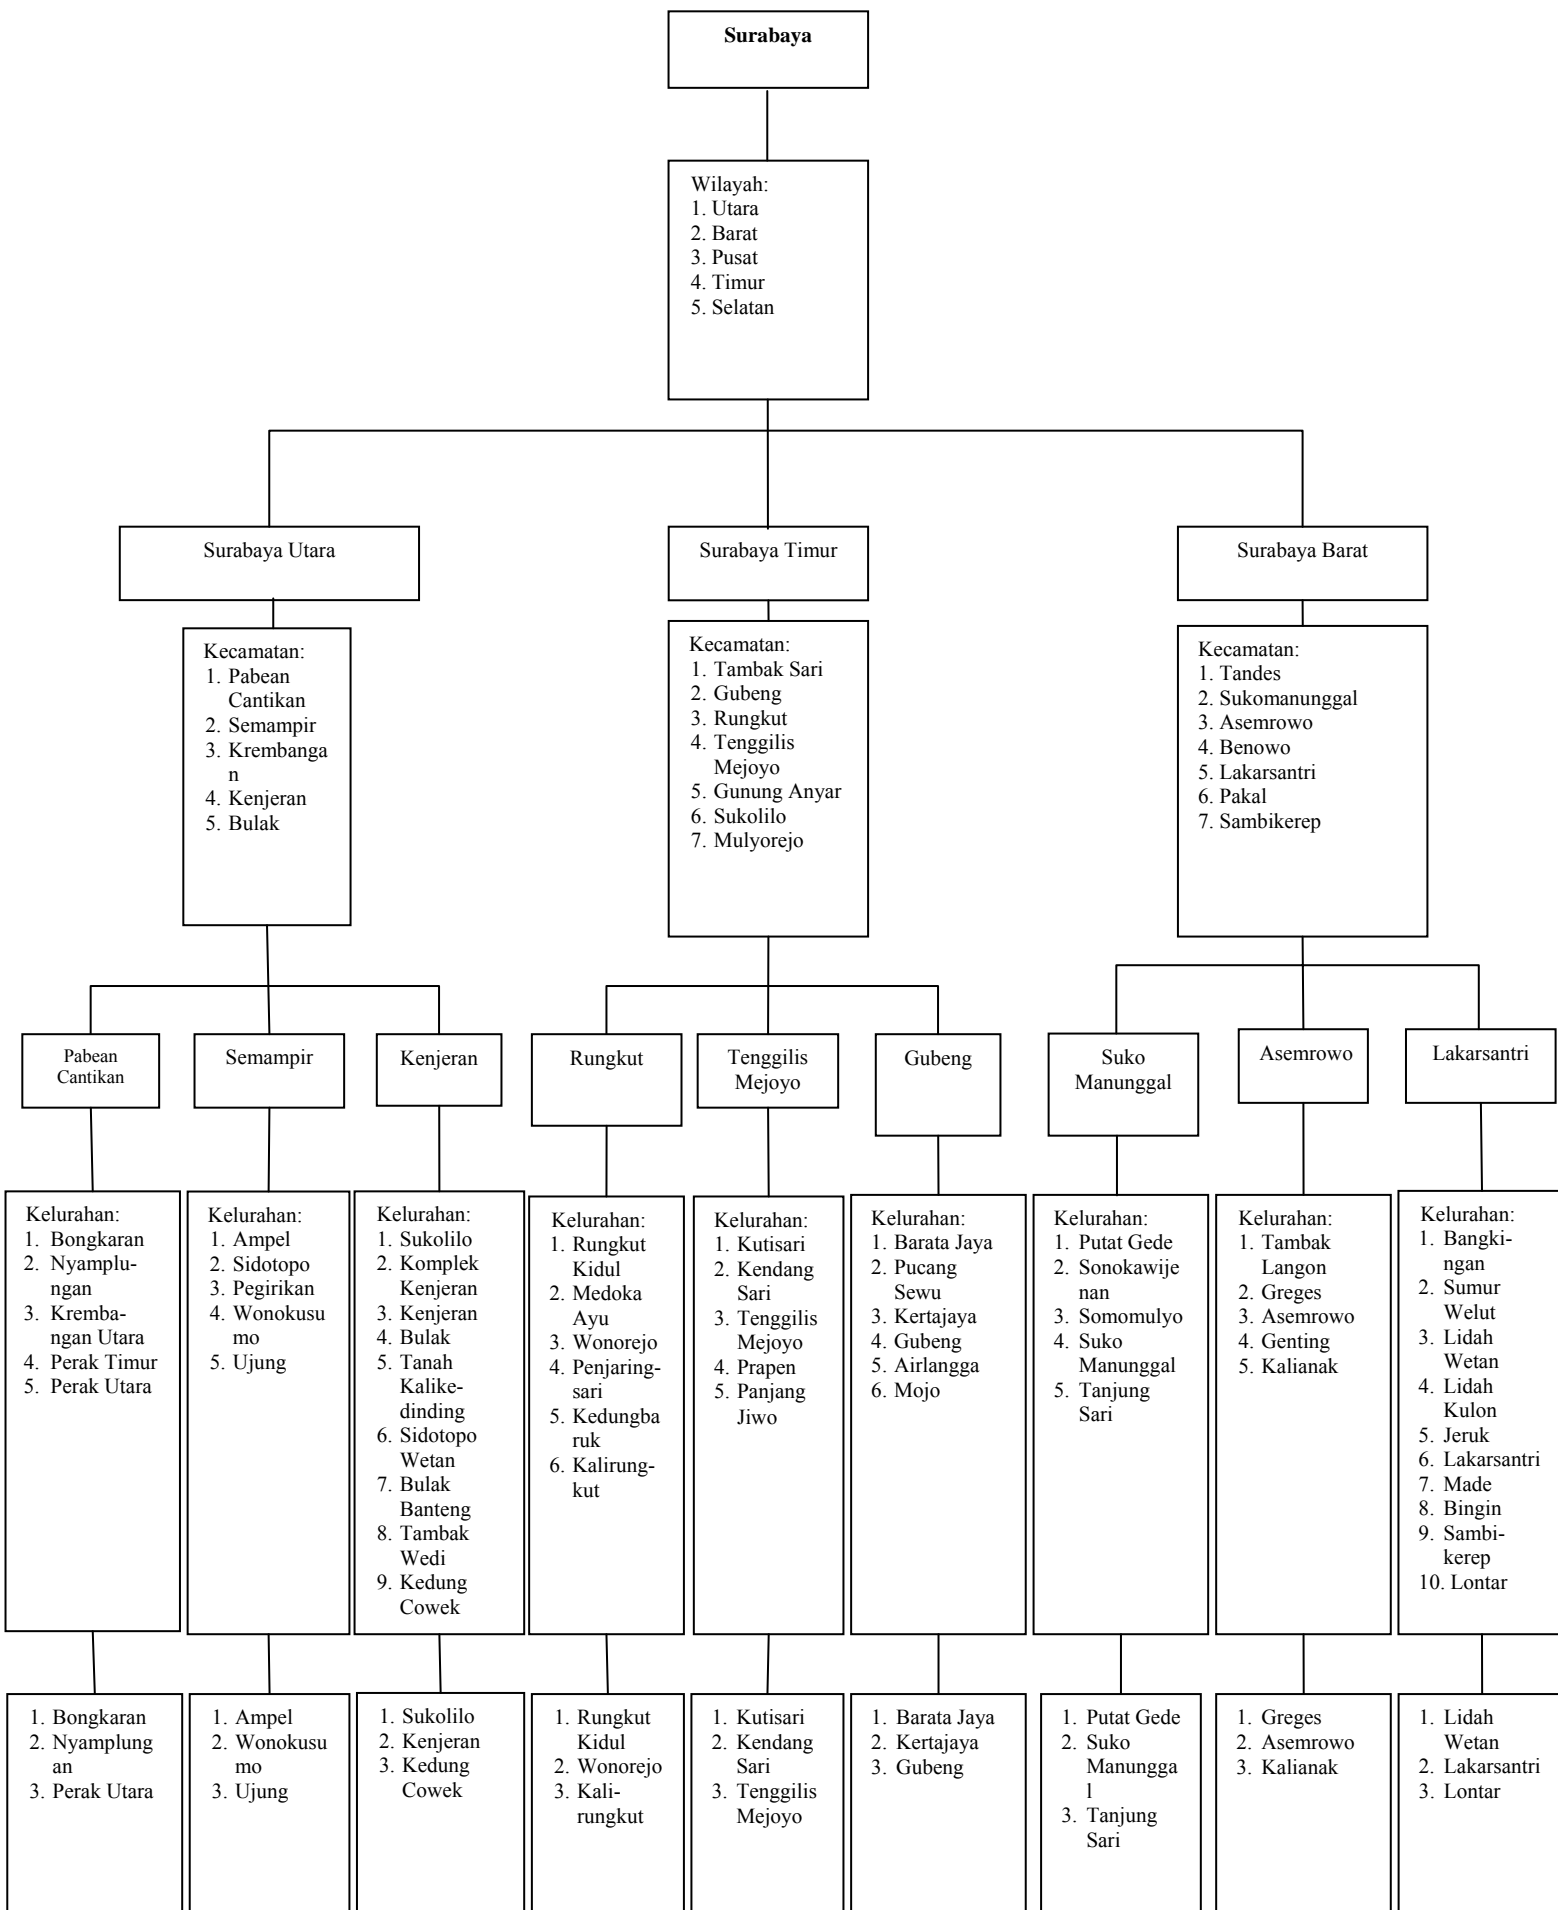 Surabaya
Wilayah:
1. Utara
2. Barat
3. Pusat
4. Timur
5. Selatan
Surabaya Utara
Surabaya Timur
Surabaya Barat
Kecamatan:
1. Pabean
Cantikan
2. Semampir
3. Krembanga
n
4. Kenjeran
5. Bulak
Kecamatan:
1. Tambak Sari
2. Gubeng
3. Rungkut
4. Tenggilis
Mejoyo
5. Gunung Anyar
6. Sukolilo
7. Mulyorejo
Kecamatan:
1. Tandes
2. Sukomanunggal
3. Asemrowo
4. Benowo
5. Lakarsantri
6. Pakal
7. Sambikerep
Pabean
Cantikan
Semampir
Kenjeran
Rungkut
Tenggilis
Mejoyo
Gubeng
Suko
Manunggal
Asemrowo
Lakarsantri
Kelurahan:
1. Bongkaran
2. Nyamplu-
ngan
3. Kremba-
ngan Utara
4. Perak Timur
5. Perak Utara
Kelurahan:
1. Ampel
2. Sidotopo
3. Pegirikan
4. Wonokusu
mo
5. Ujung
Kelurahan:
1. Sukolilo
2. Komplek
Kenjeran
3. Kenjeran
4. Bulak
5. Tanah
Kalike-
dinding
6. Sidotopo
Wetan
7. Bulak
Banteng
8. Tambak
Wedi
9. Kedung
Cowek
Kelurahan:
1. Rungkut
Kidul
2. Medoka
Ayu
3. Wonorejo
4. Penjaring-
sari
5. Kedungba
ruk
6. Kalirung-
kut
Kelurahan:
1. Kutisari
2. Kendang
Sari
3. Tenggilis
Mejoyo
4. Prapen
5. Panjang
Jiwo
Kelurahan:
1. Barata Jaya
2. Pucang
Sewu
3. Kertajaya
4. Gubeng
5. Airlangga
6. Mojo
Kelurahan:
1. Putat Gede
2. Sonokawije
nan
3. Somomulyo
4. Suko
Manunggal
5. Tanjung
Sari
Kelurahan:
1. Tambak
Langon
2. Greges
3. Asemrowo
4. Genting
5. Kalianak
Kelurahan:
1. Bangki-
ngan
2. Sumur
Welut
3. Lidah
Wetan
4. Lidah
Kulon
5. Jeruk
6. Lakarsantri
7. Made
8. Bingin
9. Sambi-
kerep
10. Lontar
1. Bongkaran
2. Nyamplung
an
3. Perak Utara
1. Ampel
2. Wonokusu
mo
3. Ujung
1. Sukolilo
2. Kenjeran
3. Kedung
Cowek
1. Rungkut
Kidul
2. Wonorejo
3. Kali-
rungkut
1. Kutisari
2. Kendang
Sari
3. Tenggilis
Mejoyo
1. Barata Jaya
2. Kertajaya
3. Gubeng
1. Putat Gede
2. Suko
Manungga
l
3. Tanjung
Sari
1. Greges
2. Asemrowo
3. Kalianak
1. Lidah
Wetan
2. Lakarsantri
3. Lontar